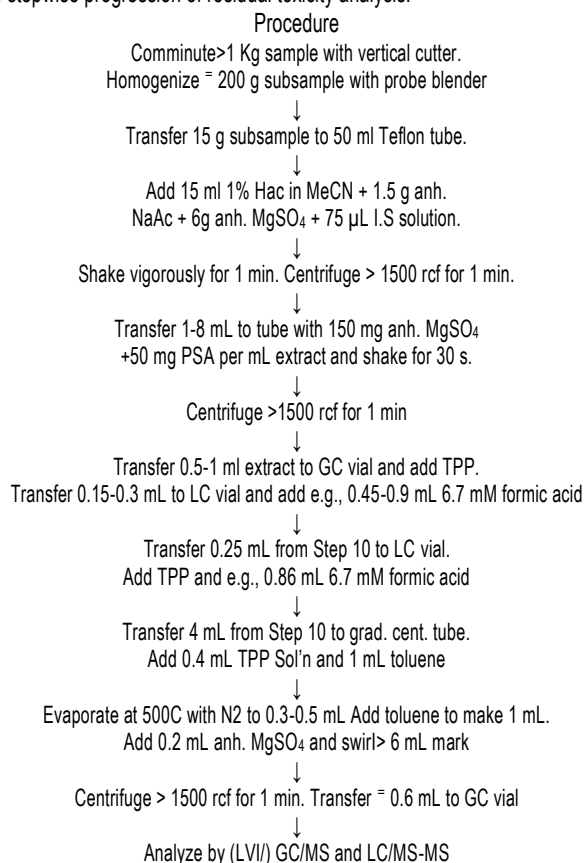 stepwise progression of residual toxicity analysis.
Procedure
Comminute>1 Kg sample with vertical cutter.
Homogenize = 200 g subsample with probe blender
↓
Transfer 15 g subsample to 50 ml Teflon tube.
↓
Add 15 ml 1% Hac in MeCN + 1.5 g anh.
NaAc + 6g anh. MgSO4 + 75 µL I.S solution.
↓
Shake vigorously for 1 min. Centrifuge > 1500 rcf for 1 min.
↓
Transfer 1-8 mL to tube with 150 mg anh. MgSO4
+50 mg PSA per mL extract and shake for 30 s.
↓
Centrifuge >1500 rcf for 1 min
↓
Transfer 0.5-1 ml extract to GC vial and add TPP.
Transfer 0.15-0.3 mL to LC vial and add e.g., 0.45-0.9 mL 6.7 mM formic acid
↓
Transfer 0.25 mL from Step 10 to LC vial.
Add TPP and e.g., 0.86 mL 6.7 mM formic acid
↓
Transfer 4 mL from Step 10 to grad. cent. tube.
Add 0.4 mL TPP Sol'n and 1 mL toluene
↓
Evaporate at 500C with N2 to 0.3-0.5 mL Add toluene to make 1 mL.
Add 0.2 mL anh. MgSO4 and swirl> 6 mL mark
↓
Centrifuge > 1500 rcf for 1 min. Transfer = 0.6 mL to GC vial
↓
Analyze by (LVI/) GC/MS and LC/MS-MS